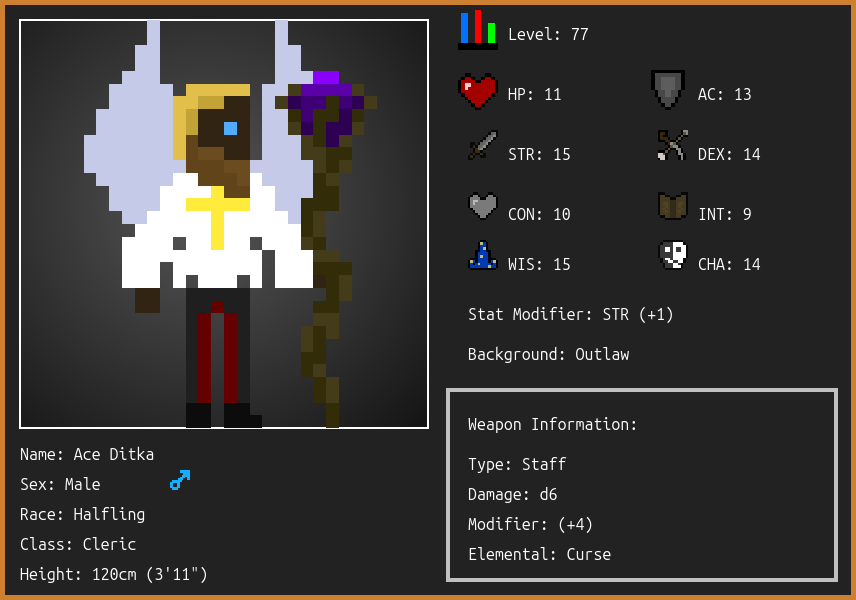 Level: 77
HP: 11
AC: 13
STR: 15
DEX: 14
CON: 10
INT: 9
WIS: 15
CHA: 14
Stat Modifier: STR (+1)
Background: Outlaw
Weapon Information:
Type: Staff
Damage: d6
Modifier: (+4)
Elemental: Curse
Name: Ace Ditka
Sex: Male
Race: Halfling
Class: Cleric
Height: 120cm (3'11")